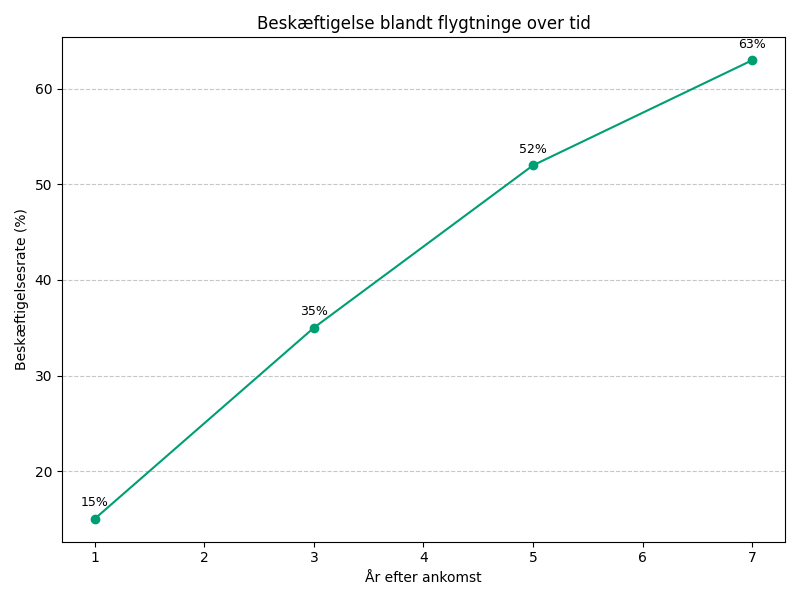 Beskæftigelse blandt flygtninge over tid
63%
60
52%
50
40
35%
30
20
15%
Beskæftigelsesrate (%)
1 2 3 4 5 6 7
År efter ankomst